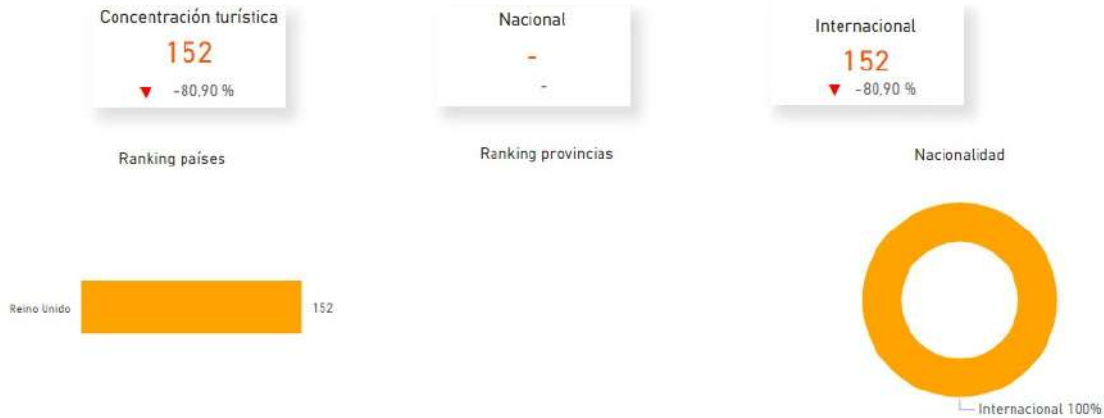 Concentración turística
152
▼ -80,90 %
Nacional
-
-
Internacional
152
▼ -80,90 %
Ranking países
Ranking provincias
Nacionalidad
Reino Unido
152
Internacional 100%